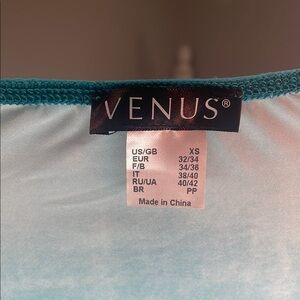 VENUS®
US/GB XS
EUR 32/34
F/B 34/36
IT 38/40
RU/UA 40/42
BR PP
Made in China